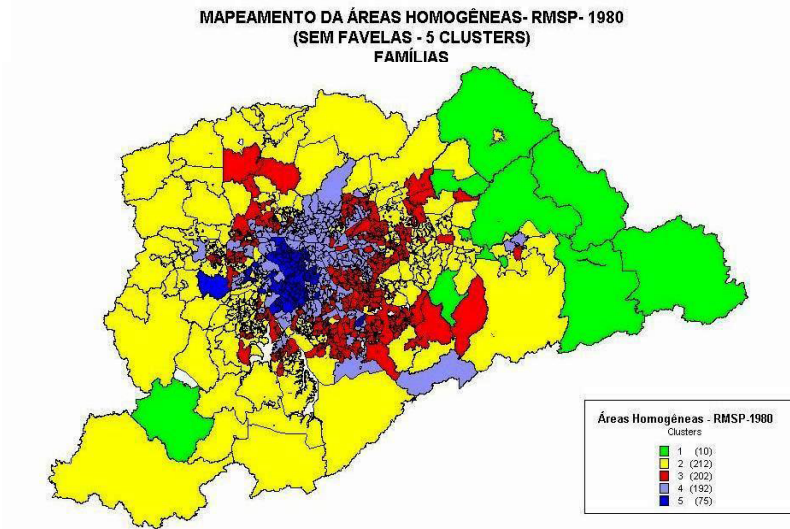 MAPEAMENTO DA ÁREAS HOMOGÊNEAS- RMSP- 1980
(SEM FAVELAS - 5 CLUSTERS)
FAMÍLIAS
Áreas Homogêneas - RMSP-1980
Clusters
1 (10)
2 (212)
3 (202)
4 (192)
5 (75)